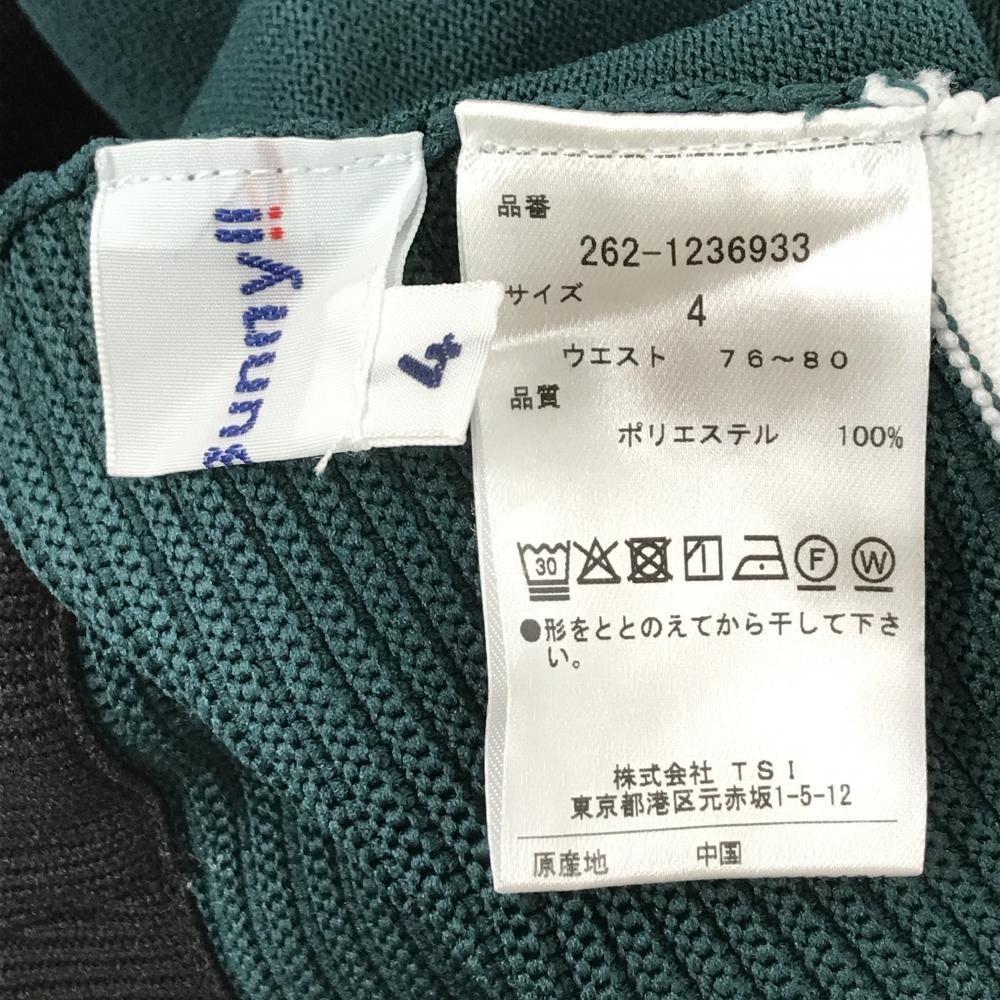 4
品番
262-1236933
サイズ
4
ウエスト 76～80
品質
ポリエステル 100%
30
F W
●形をととのえてから干して下さ
い。
株式会社 TSI
東京都港区元赤坂1-5-12
原産地 中国